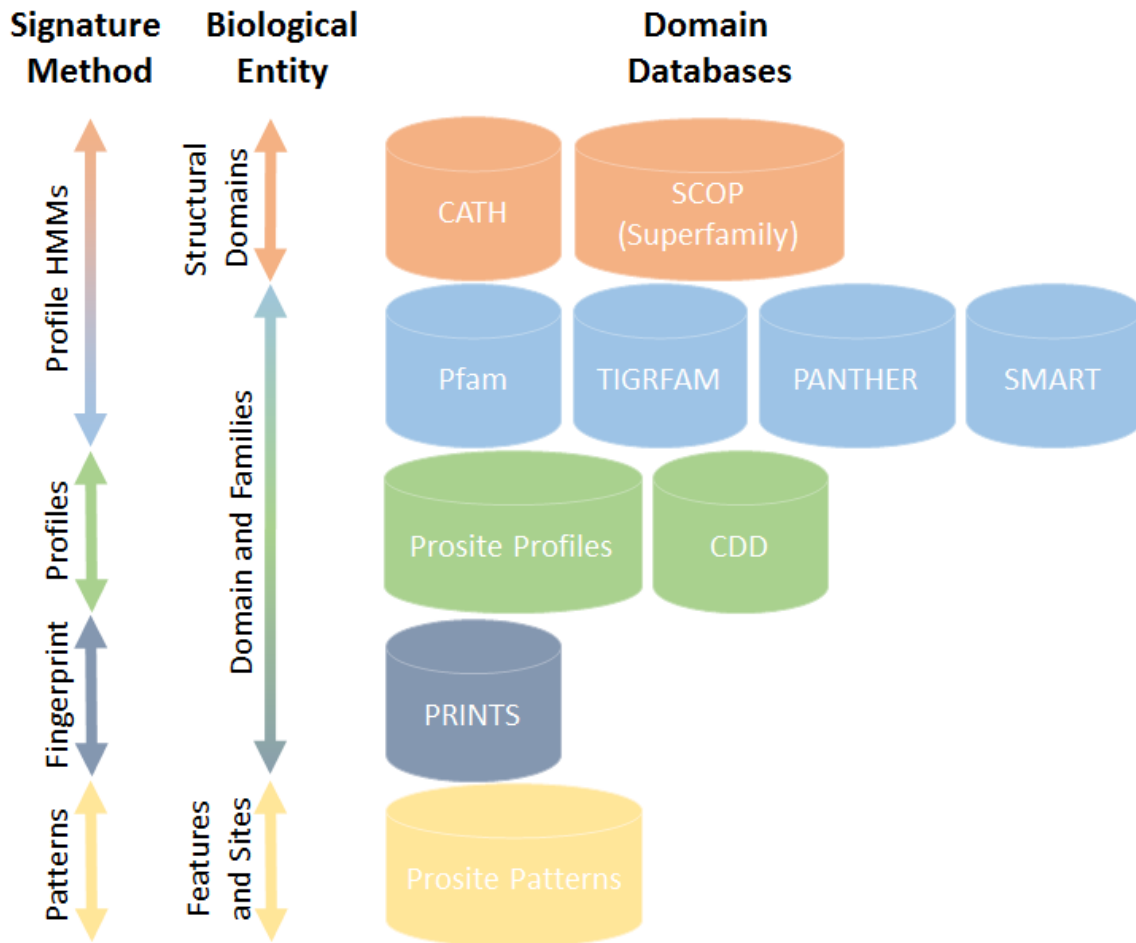 Signature
Method
Biological
Entity
Domain
Databases
Profile HMMs
Structural
Domains
CATH
SCOP
(Superfamily)
Domain and Families
Pfam
TIGRFAM
PANTHER
SMART
Profiles
Prosite Profiles
CDD
Fingerprint
PRINTS
Patterns
Features
and Sites
Prosite Patterns